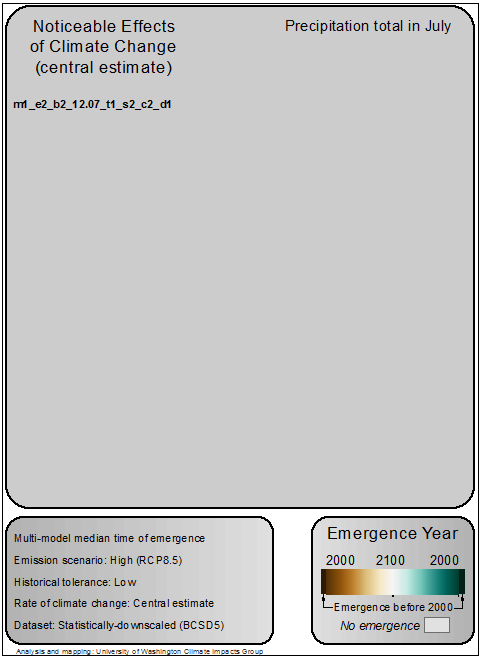 Noticeable Effects
of Climate Change
(central estimate)
Precipitation total in July
m1_e2_b2_12.07_t1_s2_c2_d1
Multi-model median time of emergence
Emission scenario: High (RCP8.5)
Historical tolerance: Low
Rate of climate change: Central estimate
Dataset: Statistically-downscaled (BCSD5)
Emergence Year
2000 2100 2000
Emergence before 2000
No emergence
Analysis and mapping: University of Washington Climate Impacts Group